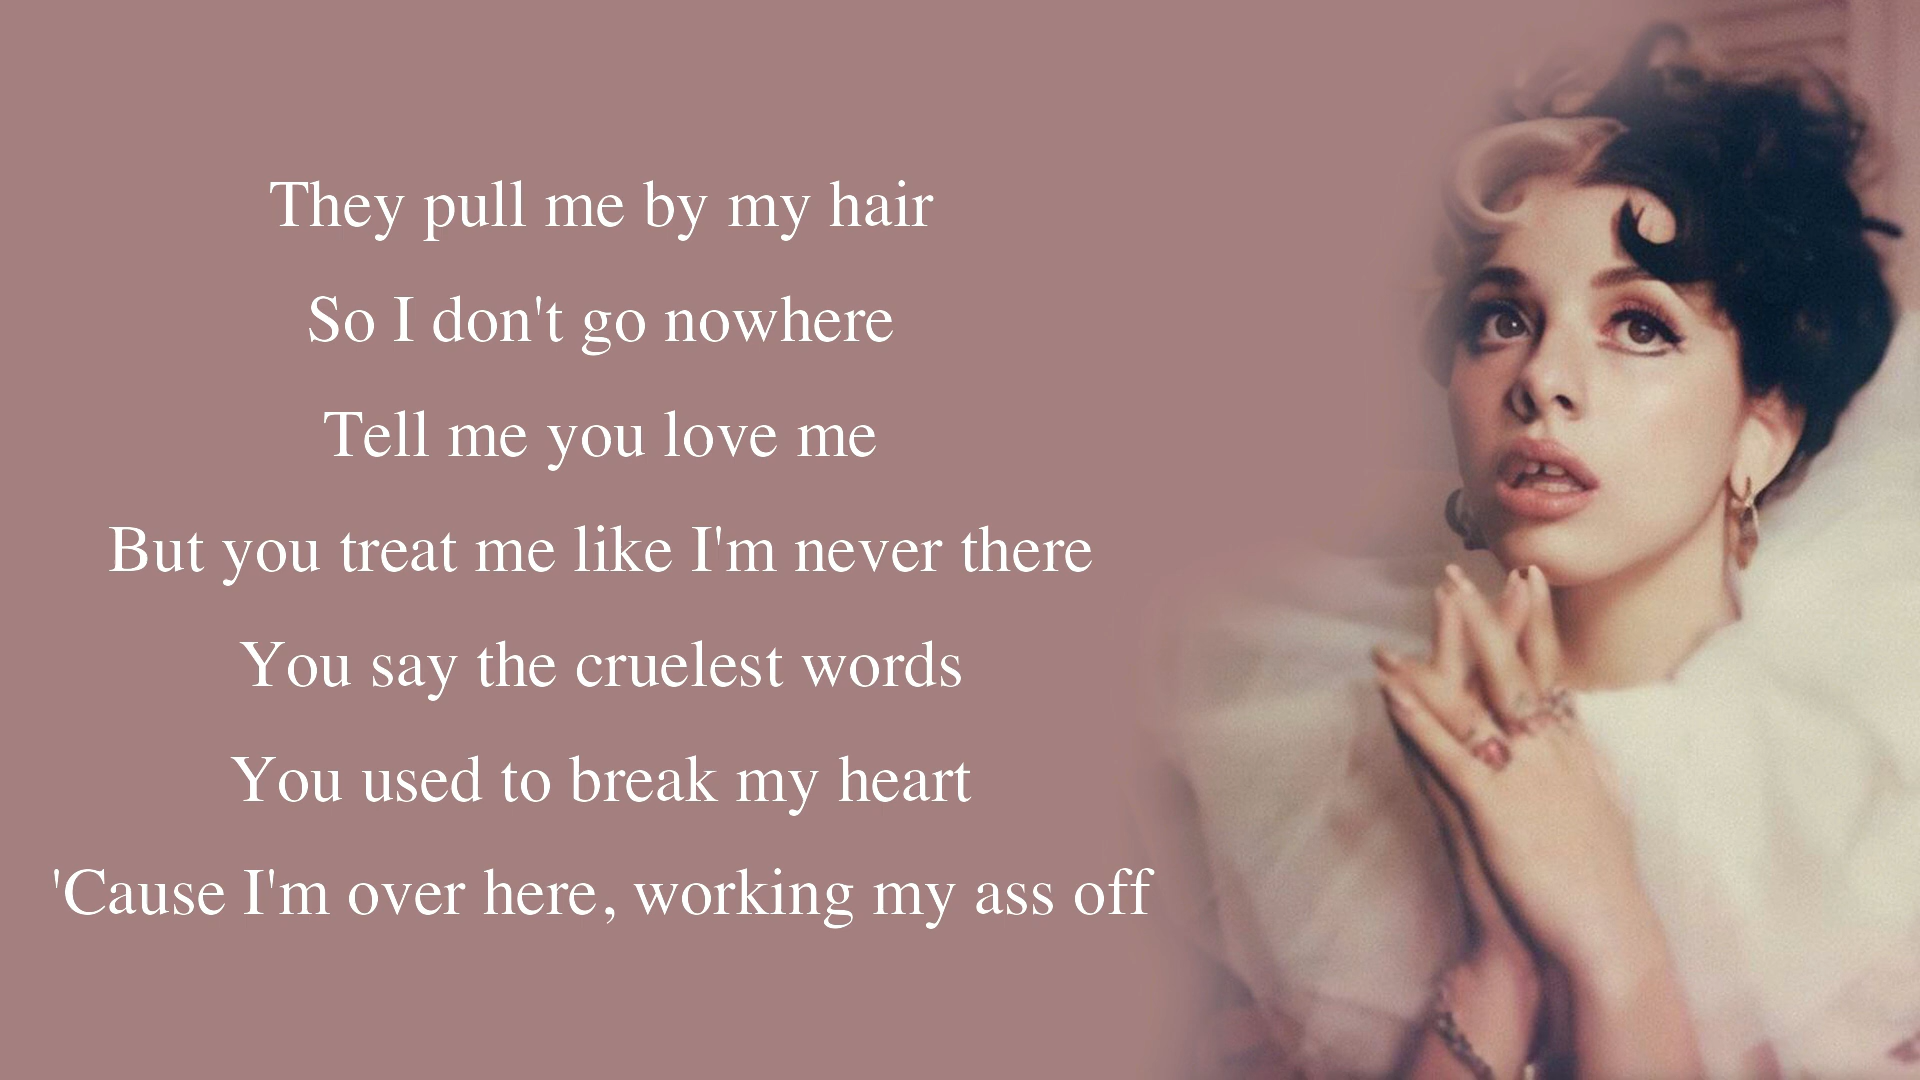 They pull me by my hair
So I don't go nowhere
Tell me you love me
But you treat me like I'm never there
You say the cruelest words
You used to break my heart
'Cause I'm over here, working my ass off